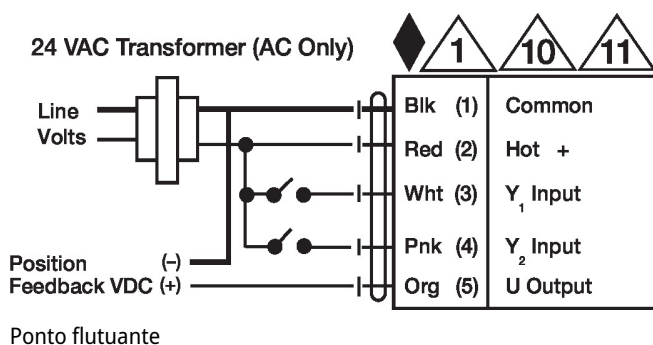 24 VAC Transformer (AC Only)
1
10
11
Line
Volts
Blk (1) Common
Red (2) Hot +
Wht (3) Y1 Input
Pnk (4) Y2 Input
Org (5) U Output
Position (-)
Feedback VDC (+)
Ponto flutuante